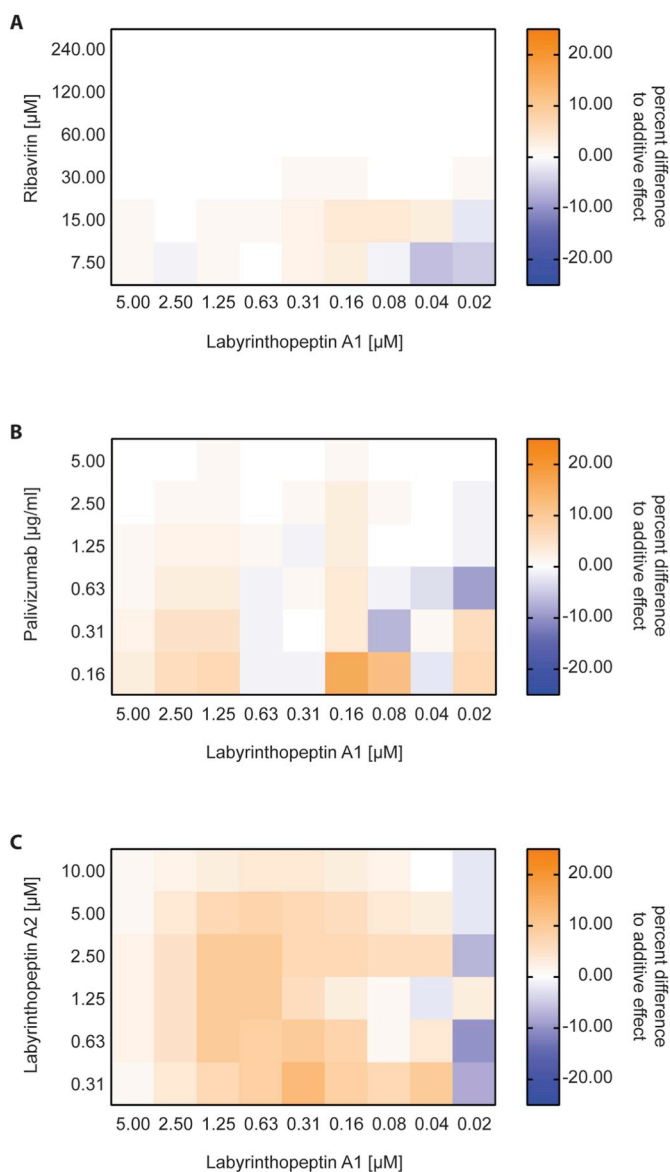 A
Ribavirin [µM]
240.00
120.00
60.00
30.00
15.00
7.50
5.00 2.50 1.25 0.63 0.31 0.16 0.08 0.04 0.02
Labyrinthopeptin A1 [µM]
20.00
10.00
0.00
-10.00
-20.00
percent difference
to additive effect
B
Palivizumab [µg/ml]
5.00
2.50
1.25
0.63
0.31
0.16
5.00 2.50 1.25 0.63 0.31 0.16 0.08 0.04 0.02
Labyrinthopeptin A1 [µM]
20.00
10.00
0.00
-10.00
-20.00
percent difference
to additive effect
C
Labyrinthopeptin A2
[µM]
10.00
5.00
2.50
1.25
0.63
0.31
5.00 2.50 1.25 0.63 0.31 0.16 0.08 0.04 0.02
Labyrinthopeptin A1 [µM]
20.00
10.00
0.00
-10.00
-20.00
percent difference
to additive effect